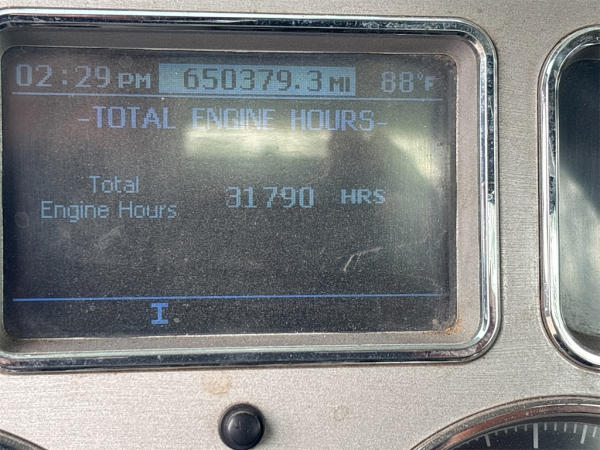 02:29 PM 650379.3 MI 88°F
-TOTAL ENGINE HOURS-
Total
Engine Hours 31790 HRS
I